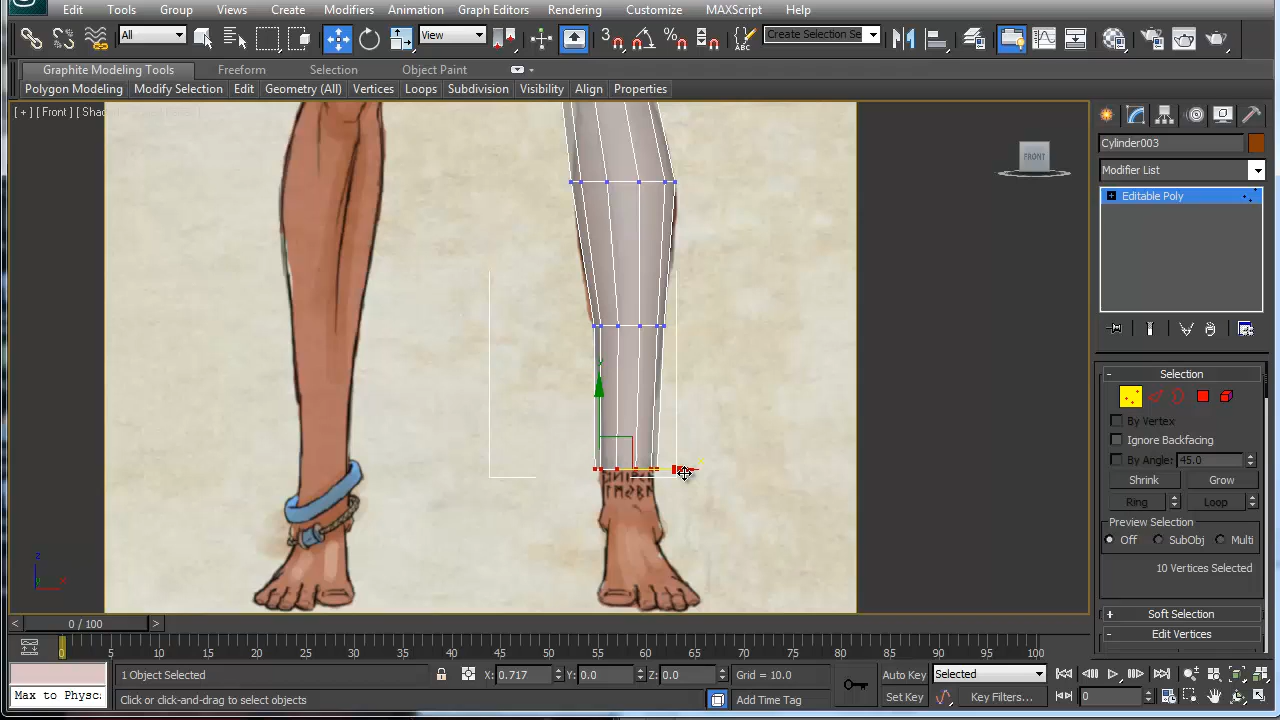 Edit Tools Group Views Create Modifiers Animation Graph Editors Rendering Customize MAXScript Help
All View 3 Create Selection Se
Graphite Modeling Tools Freeform Selection Object Paint
Polygon Modeling Modify Selection Edit Geometry (All) Vertices Loops Subdivision Visibility Align Properties
[ + ] [ Front ] [ Shad
FRONT
Cylinder003
Modifier List
Editable Poly
- Selection
By Vertex
Ignore Backfacing
By Angle: 45.0
Shrink Grow
Ring Loop
Preview Selection
Off SubObj Multi
10 Vertices Selected
+ Soft Selection
- Edit Vertices
z
x
< 0 / 100 >
0 5 10 15 20 25 30 35 40 45 50 55 60 65 70 75 80 85 90 95 100
1 Object Selected X: 0.717 Y: 0.0 Z: 0.0 Grid = 10.0 Auto Key Selected
Max to Physc Click or click-and-drag to select objects Add Time Tag Set Key Key Filters... 0